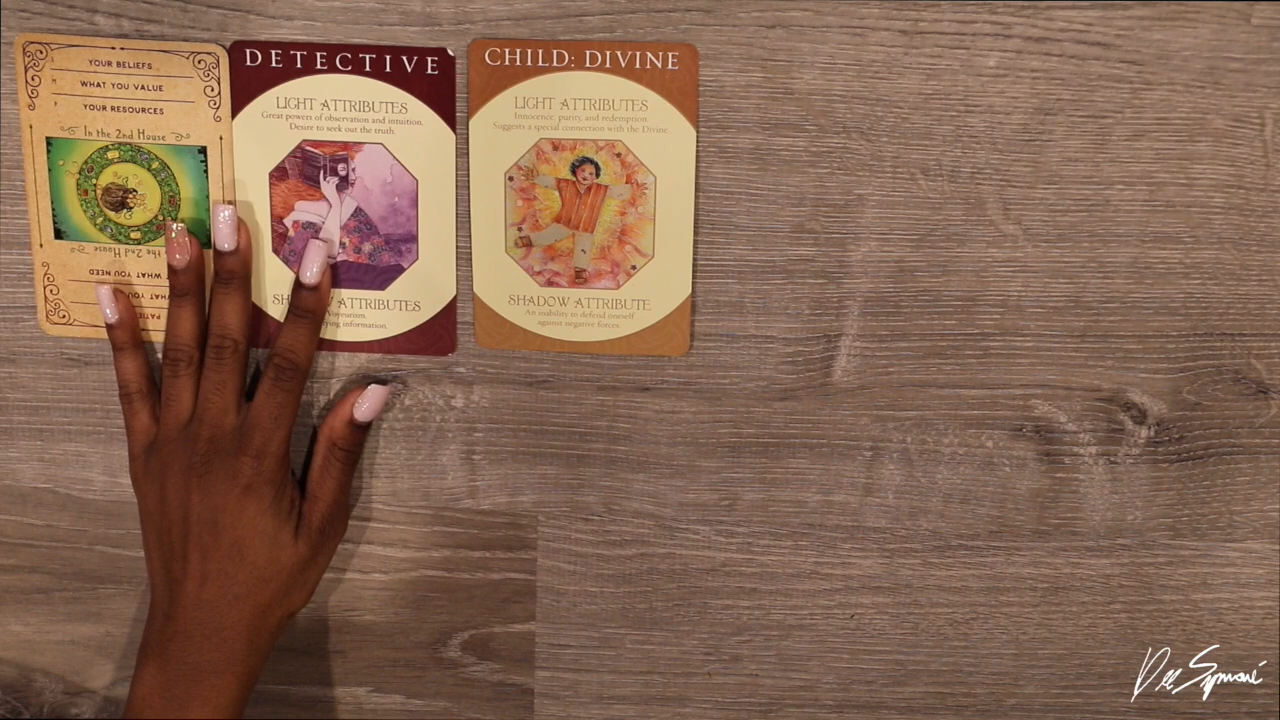 YOUR BELIEFS
WHAT YOU VALUE
YOUR RESOURCES
In the 2nd House
the 2nd House
WHAT YOU NEED
WHAT YOU
DETECTIVE
LIGHT ATTRIBUTES
Great powers of observation and intuition.
Desire to seek out the truth.
ATTRIBUTES
Voyeurism.
information.
CHILD: DIVINE
LIGHT ATTRIBUTES
Innocence, purity, and redemption.
Suggests a special connection with the Divine.
SHADOW ATTRIBUTE
An inability to defend oneself
against negative forces.